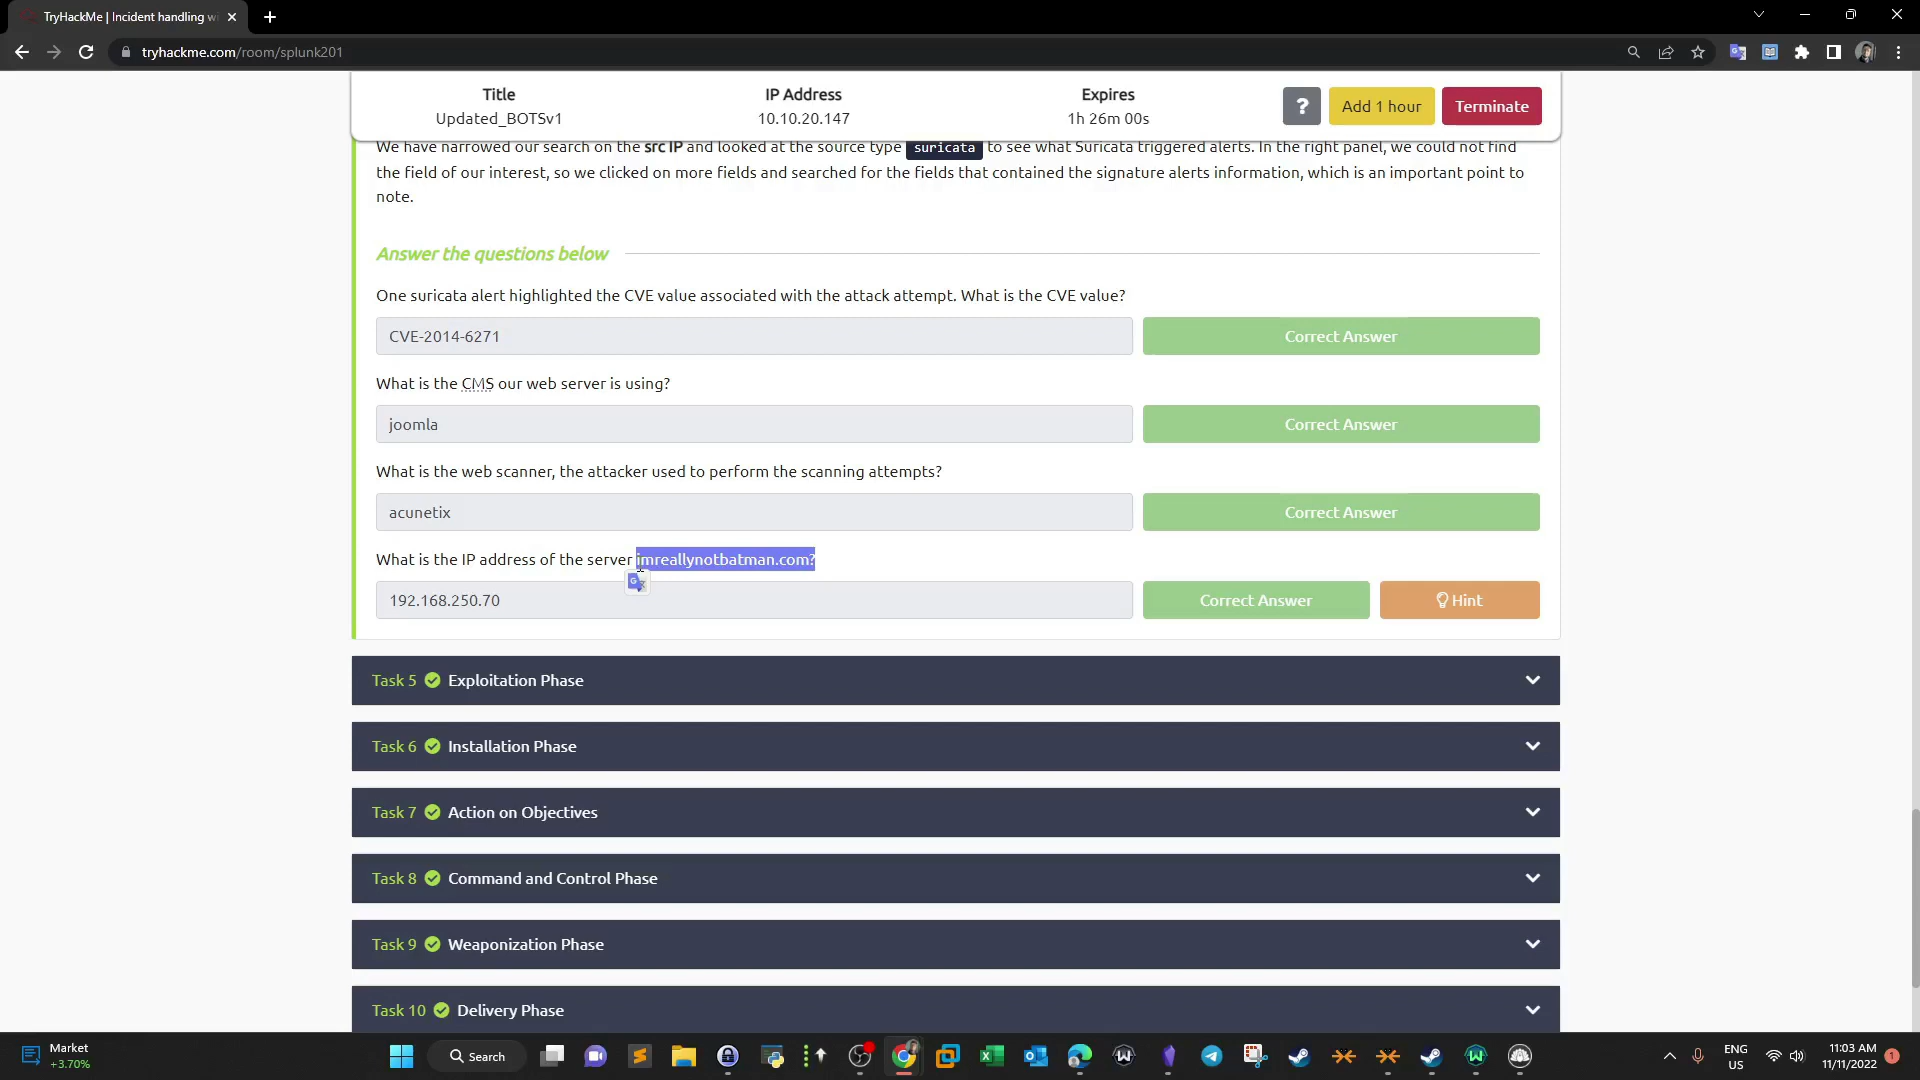 TryHackMe | Incident handling wi
tryhackme.com/room/splunk201
Title
Updated_BOTSv1
IP Address
10.10.20.147
Expires
1h 26m 00s
?
Add 1 hour
Terminate
We have narrowed our search on the src IP and looked at the source type suricata to see what Suricata triggered alerts. In the right panel, we could not find
the field of our interest, so we clicked on more fields and searched for the fields that contained the signature alerts information, which is an important point to
note.
Answer the questions below
One suricata alert highlighted the CVE value associated with the attack attempt. What is the CVE value?
CVE-2014-6271
Correct Answer
What is the CMS our web server is using?
joomla
Correct Answer
What is the web scanner, the attacker used to perform the scanning attempts?
acunetix
Correct Answer
What is the IP address of the server imreallynotbatman.com?
192.168.250.70
Correct Answer
Hint
Task 5 Exploitation Phase
Task 6 Installation Phase
Task 7 Action on Objectives
Task 8 Command and Control Phase
Task 9 Weaponization Phase
Task 10 Delivery Phase
Market
+3.70%
Search
ENG
US
11:03 AM
11/11/2022
1